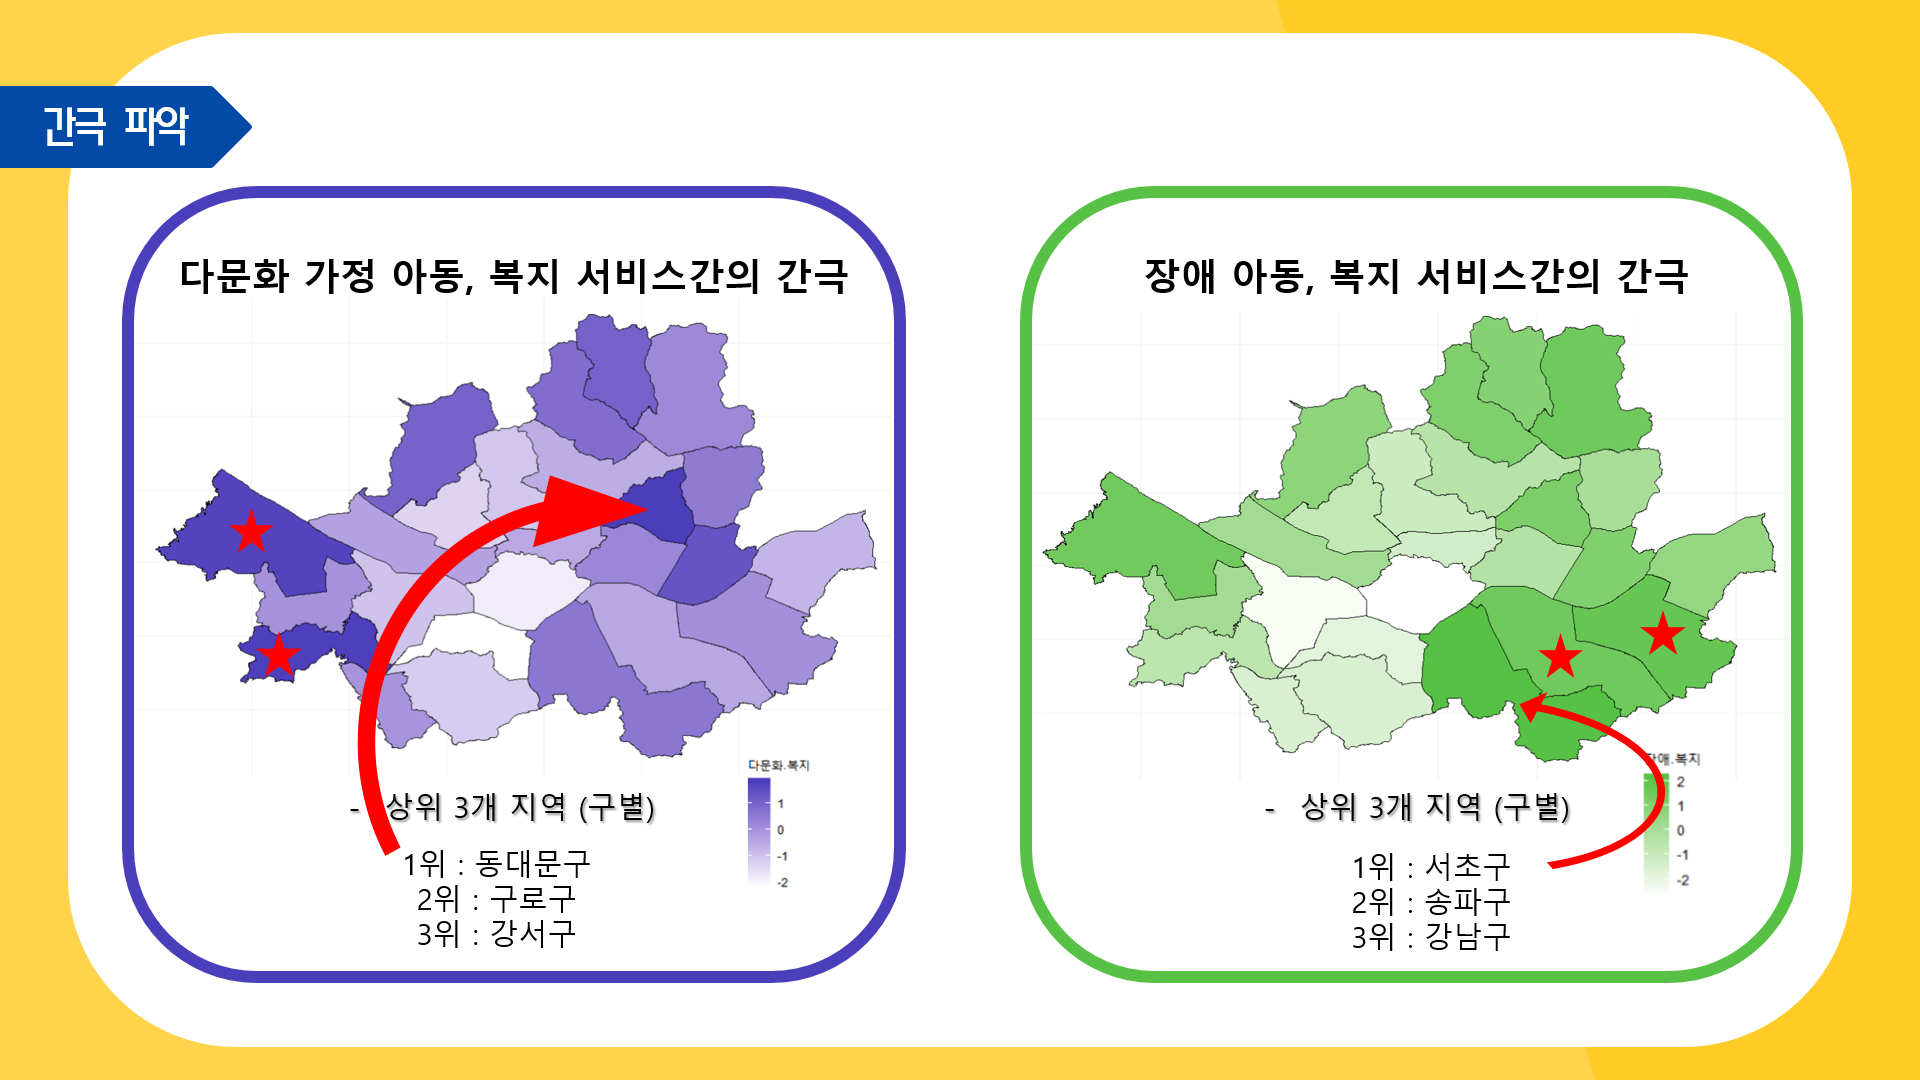 간극 파악
다문화 가정 아동, 복지 서비스간의 간극
다문화.복지
1
0
-1
-2
- 상위 3개 지역 (구별)
1위 : 동대문구
2위 : 구로구
3위 : 강서구
장애 아동, 복지 서비스간의 간극
장애.복지
2
1
0
-1
-2
- 상위 3개 지역 (구별)
1위 : 서초구
2위 : 송파구
3위 : 강남구